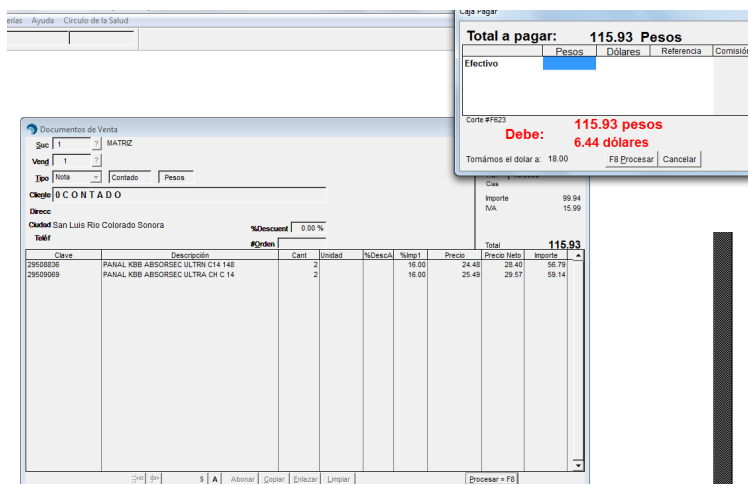 Caja Pagar
erías Ayuda Círculo de la Salud
Total a pagar: 115.93 Pesos
Pesos Dólares Referencia Comisión
Efectivo
Corte #F623
Debe: 115.93 pesos
6.44 dólares
Tomámos el dolar a: 18.00 F8 Procesar Cancelar
Documentos de Venta
Suc 1 ? MATRIZ
Vend 1 ?
Tipo Nota Contado Pesos
Cias
Cliente 0 C O N T A D O
Importe 99.94
IVA 15.99
Direcc
Ciudad San Luis Rio Colorado Sonora
%Descuent 0.00 %
Teléf
#Orden
Total 115.93
Clave Descripción Cant Unidad %DescA %Imp1 Precio Precio Neto Importe
29508836 PANAL KBB ABSORSEC ULTRN C14 148 2 16.00 24.48 28.40 56.79
29509069 PANAL KBB ABSORSEC ULTRA CH C 14 2 16.00 25.49 29.57 59.14
$ A Abonar Copiar Enlazar Limpiar Procesar = F8